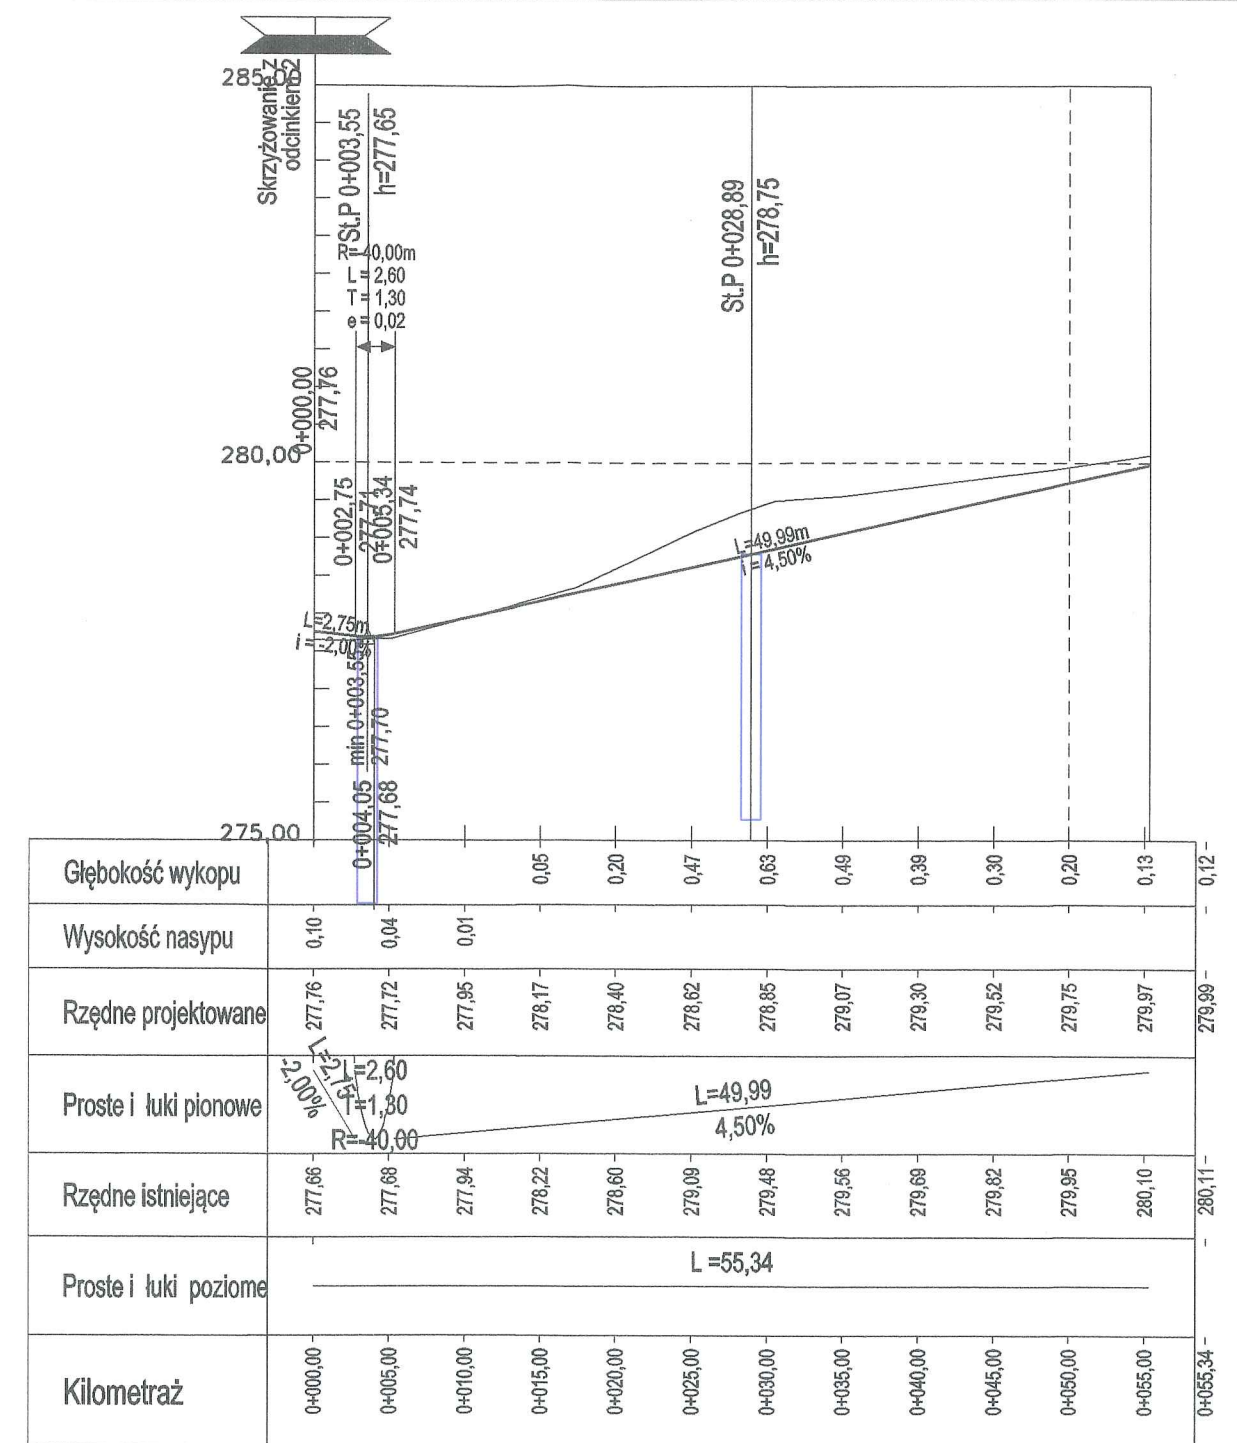 Skrzyżowanie z
odcinkiem 2
285,00
St.P 0+003,55
h=277,65
R=-40,00m
L = 2,60
T = 1,30
e = 0,02
St.P 0+028,89
h=278,75
0+000,00
277,76
280,00
0+002,75
277,71
0+005,34
277,74
L=49,99m
i = 4,50%
L=2,75m
i = -2,00%
min 0+003,55
277,70
0+004,05
277,68
275,00
Głębokość wykopu 0,05 0,20 0,47 0,63 0,49 0,39 0,30 0,20 0,13 0,12
Wysokość nasypu 0,10 0,04 0,01
Rzędne projektowane 277,76 277,72 277,95 278,17 278,40 278,62 278,85 279,07 279,30 279,52 279,75 279,97 279,99
Proste i łuki pionowe
L=2,75
-2,00%
L=2,60
T=1,30
R=-40,00
L=49,99
4,50%
Rzędne istniejące 277,66 277,68 277,94 278,22 278,60 279,09 279,48 279,56 279,69 279,82 279,95 280,10 280,11
Proste i łuki poziome L =55,34
Kilometraż 0+000,00 0+005,00 0+010,00 0+015,00 0+020,00 0+025,00 0+030,00 0+035,00 0+040,00 0+045,00 0+050,00 0+055,00 0+055,34